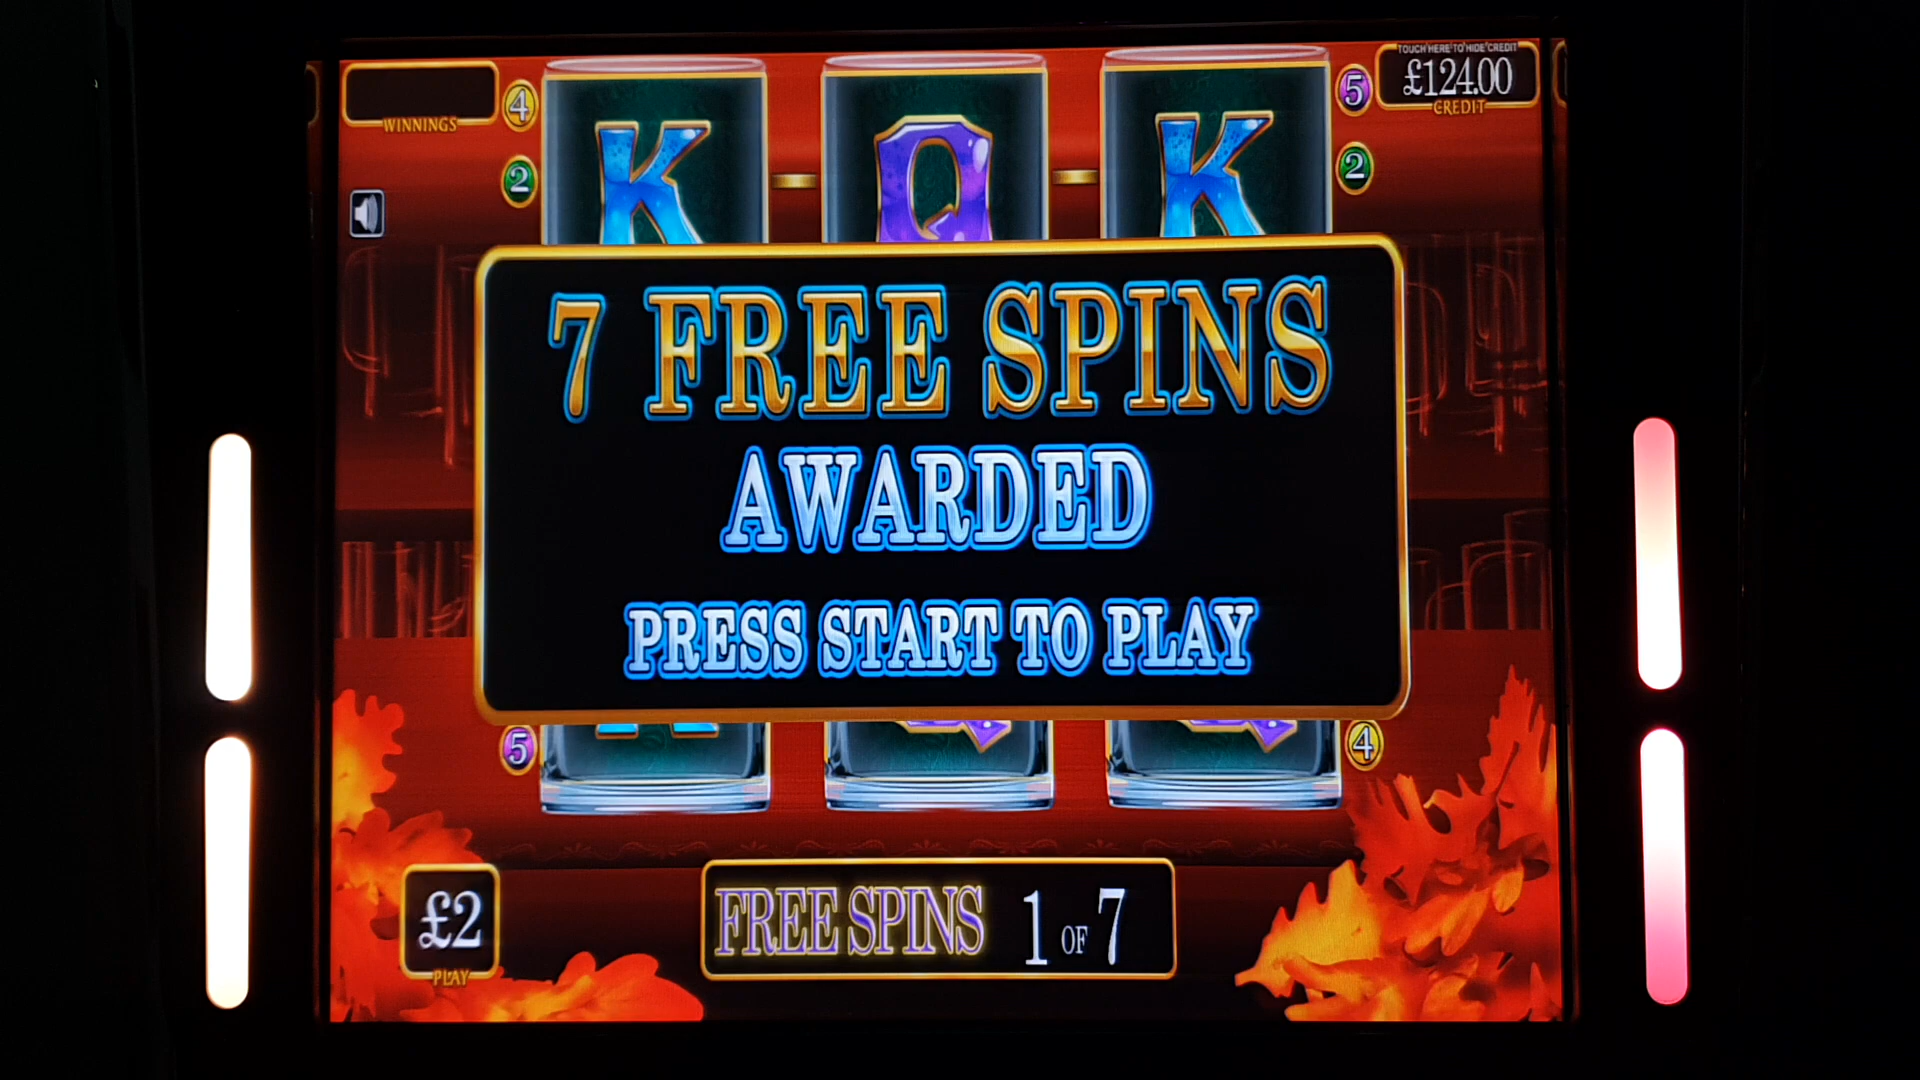 TOUCH HERE TO HIDE CREDIT
£124.00
CREDIT
WINNINGS
4
5
2
2
K Q K
7 FREE SPINS
AWARDED
PRESS START TO PLAY
5
4
£2
PLAY
FREE SPINS 1 OF 7